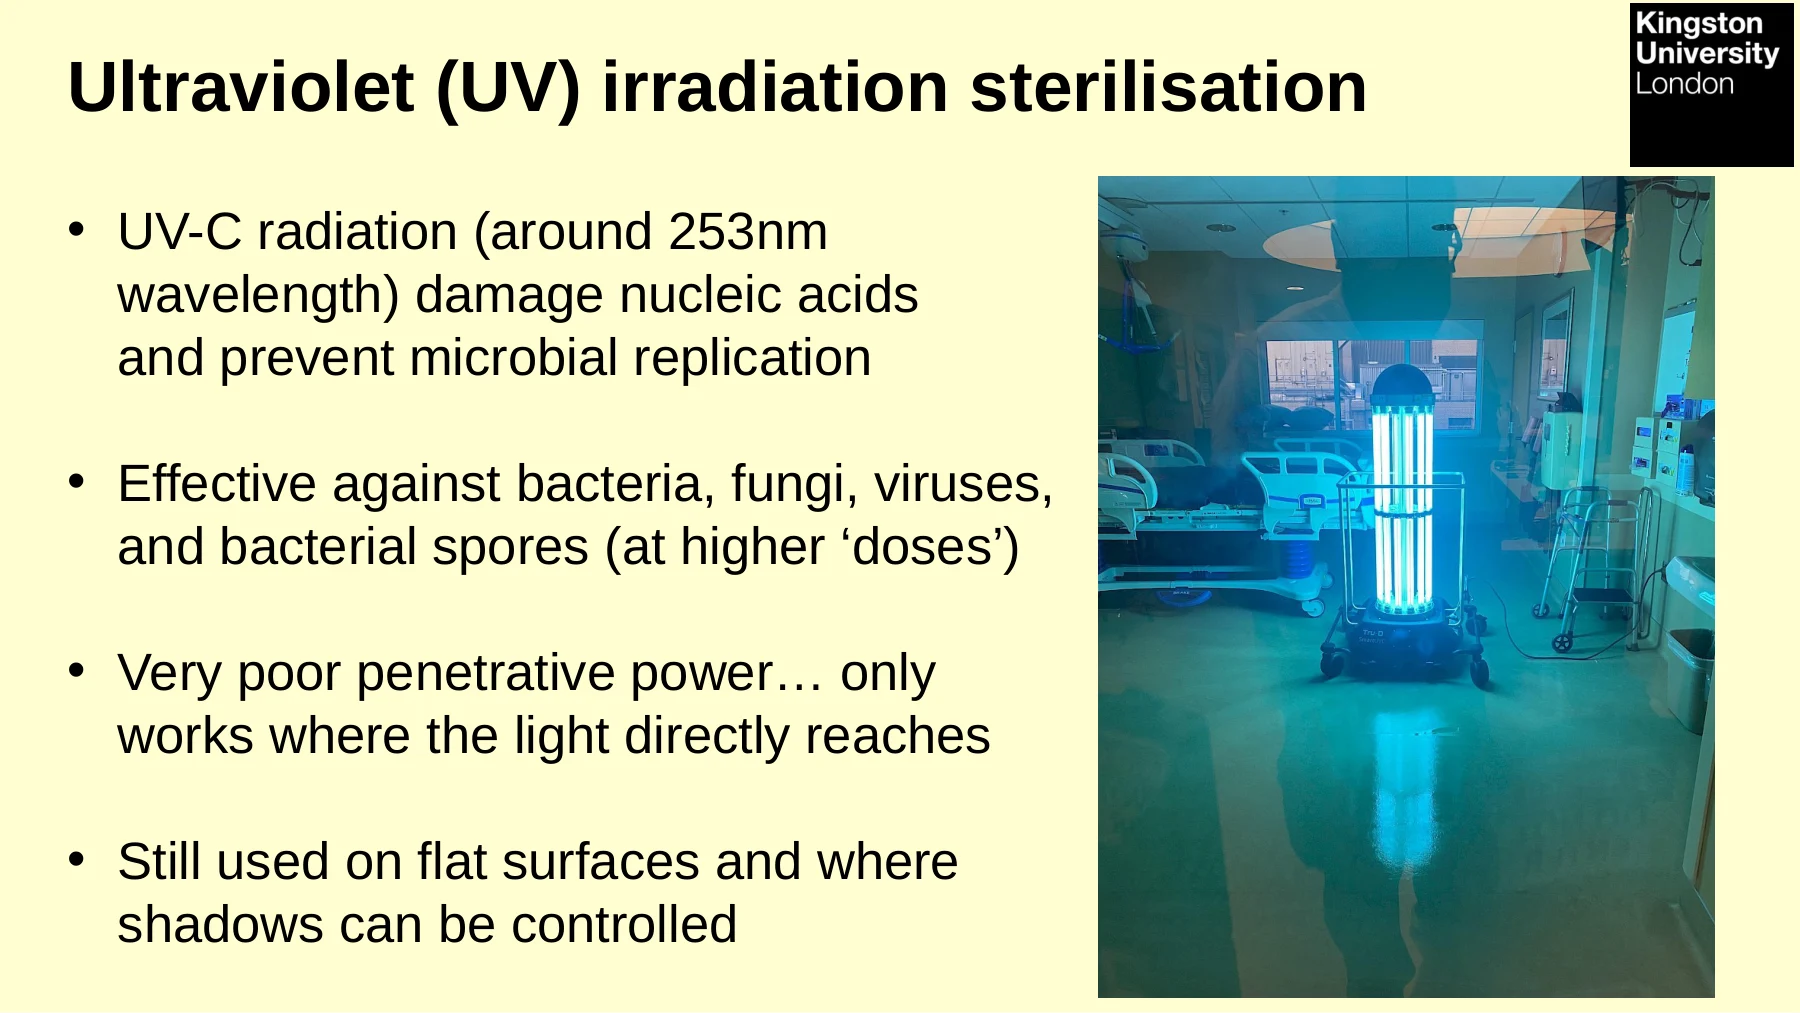 Ultraviolet (UV) irradiation sterilisation
Kingston
University
London
• UV-C radiation (around 253nm
wavelength) damage nucleic acids
and prevent microbial replication
• Effective against bacteria, fungi, viruses,
and bacterial spores (at higher ‘doses’)
• Very poor penetrative power… only
works where the light directly reaches
• Still used on flat surfaces and where
shadows can be controlled
Tru-D